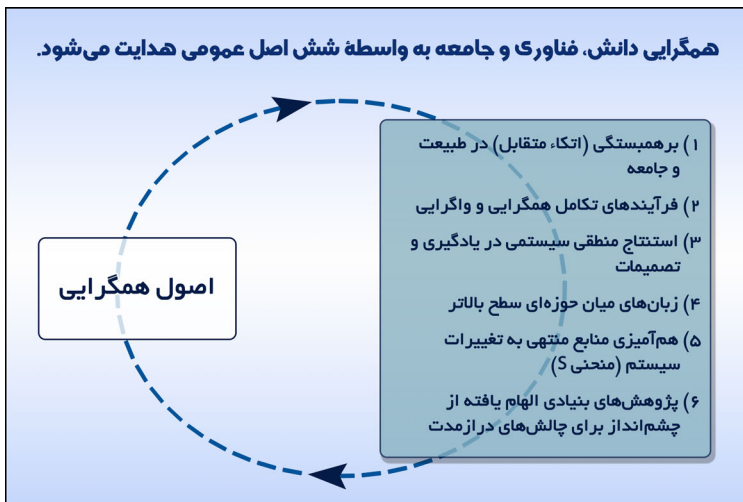 همگرایی دانش، فناوری و جامعه به واسطهٔ شش اصل عمومی هدایت می‌شود.
۱) برهمبستگی (اتکاء متقابل) در طبیعت
و جامعه
۲) فرآیندهای تکامل همگرایی و واگرایی
۳) استنتاج منطقی سیستمی در یادگیری و
تصمیمات
۴) زبان‌های میان حوزه‌ای سطح بالاتر
۵) هم‌آمیزی منابع منتهی به تغییرات
سیستم (منحنی S)
۶) پژوهش‌های بنیادی الهام یافته از
چشم‌انداز برای چالش‌های درازمدت
اصول همگرایی